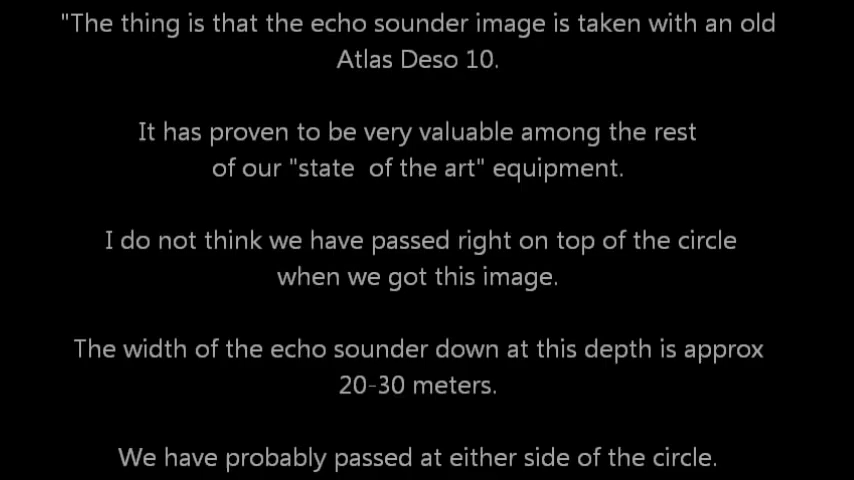 "The thing is that the echo sounder image is taken with an old
Atlas Deso 10.
It has proven to be very valuable among the rest
of our "state  of the art" equipment.
I do not think we have passed right on top of the circle
when we got this image.
The width of the echo sounder down at this depth is approx
20-30 meters.
We have probably passed at either side of the circle.